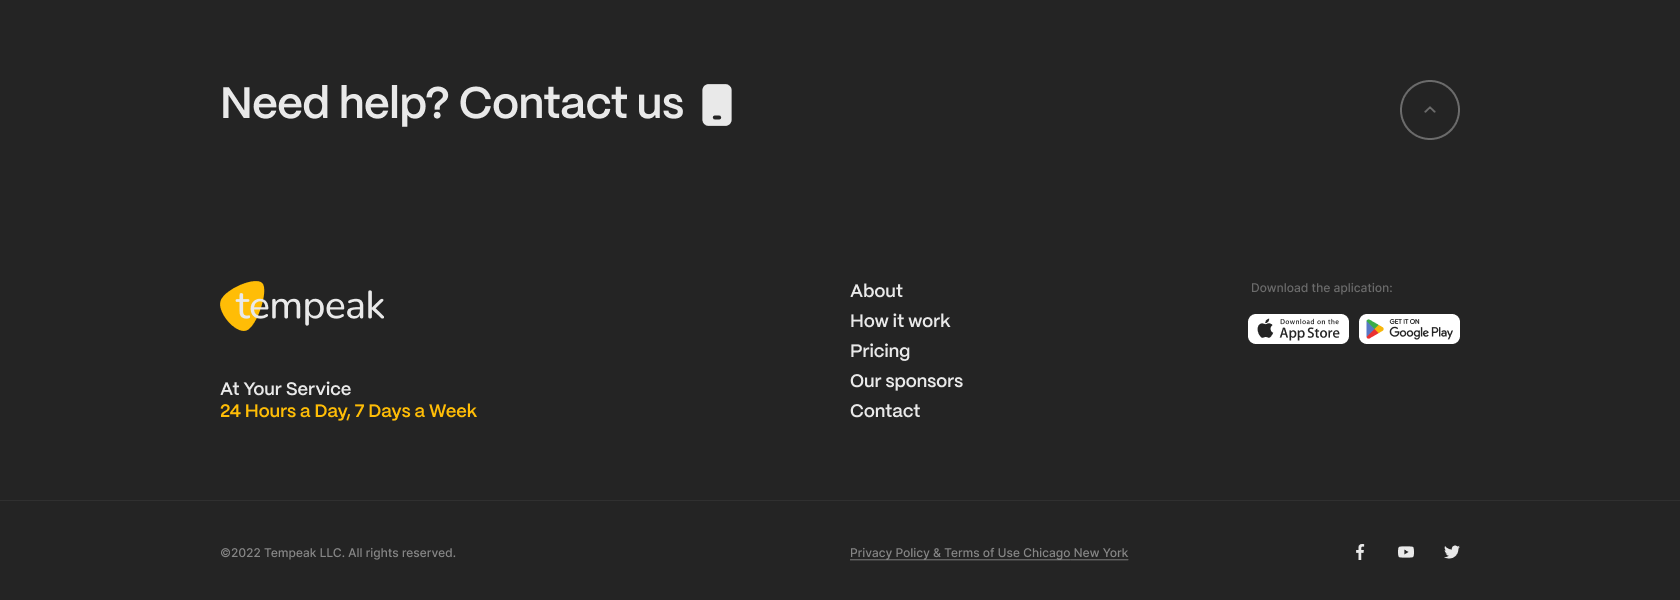 Need help? Contact us
tempeak
At Your Service
24 Hours a Day, 7 Days a Week
About
How it work
Pricing
Our sponsors
Contact
Download the aplication:
Download on the
App Store
GET IT ON
Google Play
©2022 Tempeak LLC. All rights reserved.
Privacy Policy & Terms of Use Chicago New York